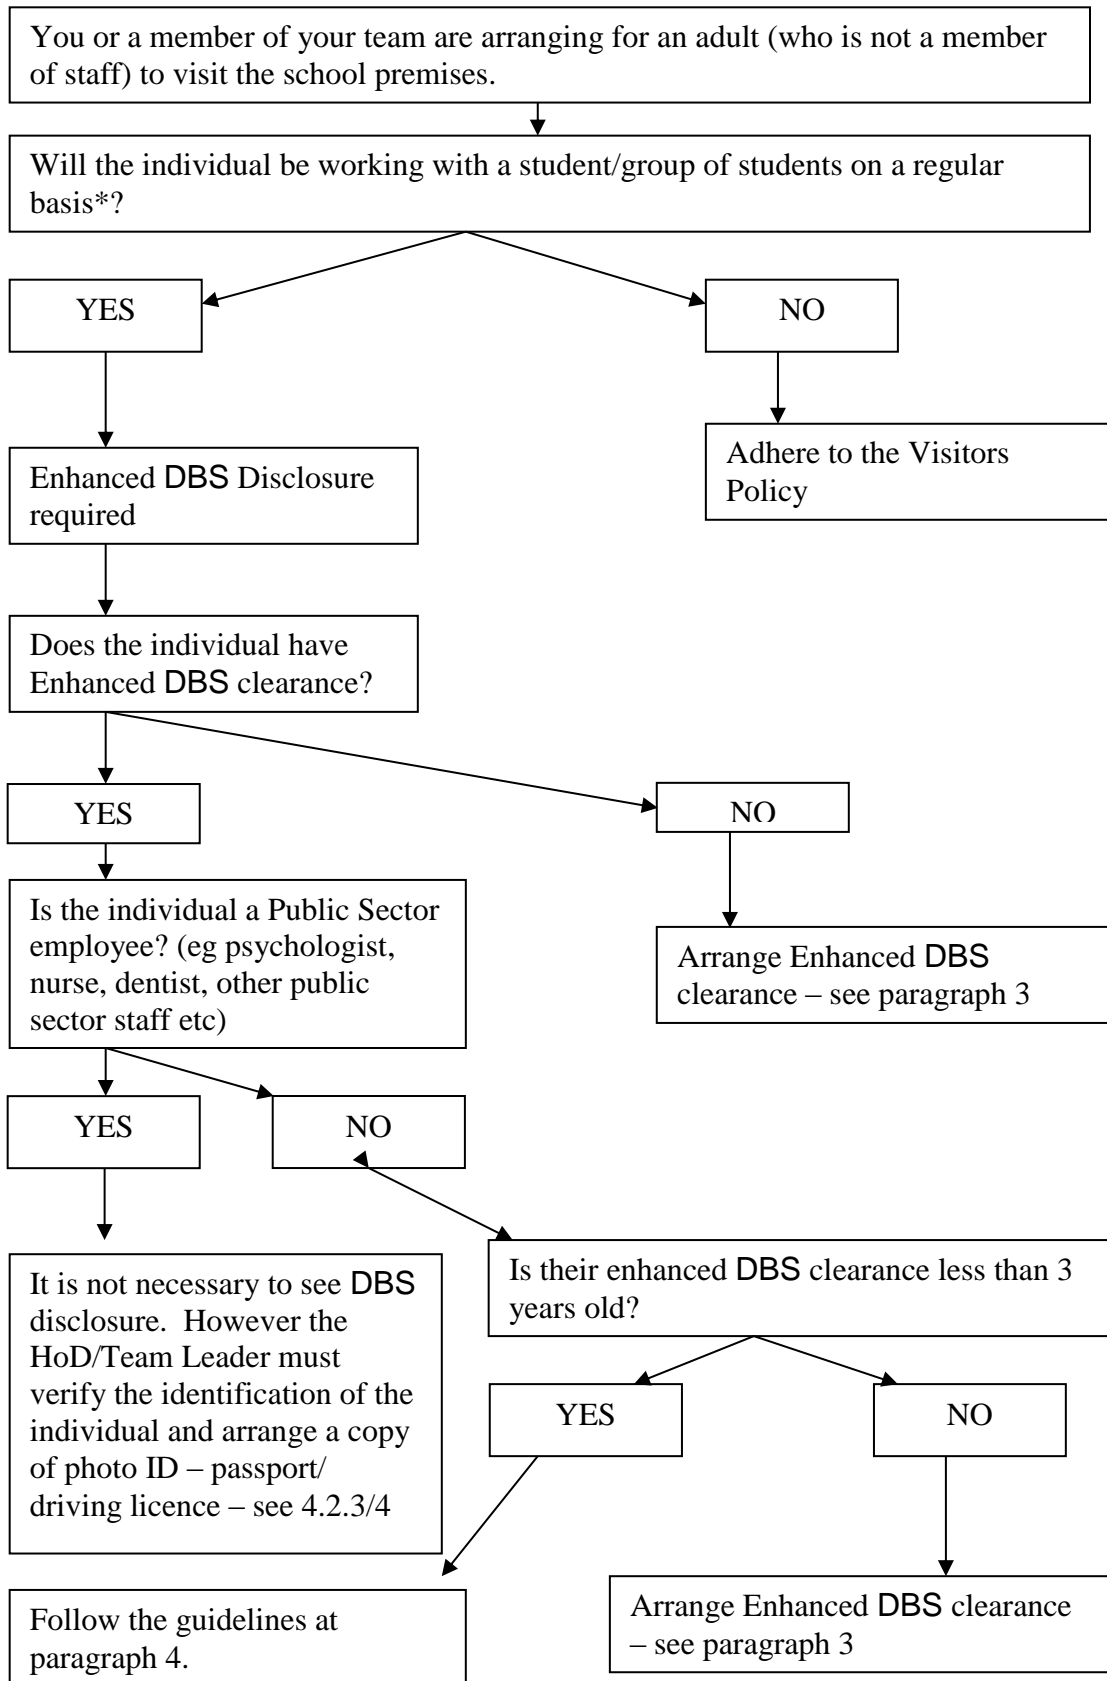 You or a member of your team are arranging for an adult (who is not a member
of staff) to visit the school premises.
Will the individual be working with a student/group of students on a regular
basis*?
YES
NO
Enhanced DBS Disclosure
required
Adhere to the Visitors
Policy
Does the individual have
Enhanced DBS clearance?
YES
NO
Is the individual a Public Sector
employee? (eg psychologist,
nurse, dentist, other public
sector staff etc)
Arrange Enhanced DBS
clearance – see paragraph 3
YES
NO
It is not necessary to see DBS
disclosure.  However the
HoD/Team Leader must
verify the identification of the
individual and arrange a copy
of photo ID – passport/
driving licence – see 4.2.3/4
Is their enhanced DBS clearance less than 3
years old?
YES
NO
Follow the guidelines at
paragraph 4.
Arrange Enhanced DBS clearance
– see paragraph 3